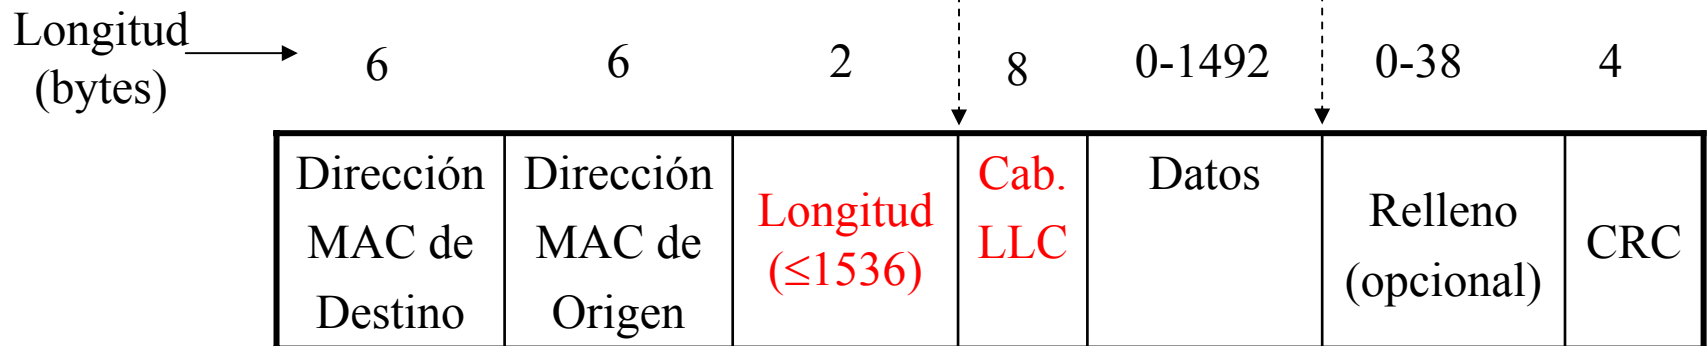 Longitud
(bytes)
6 6 2 8 0-1492 0-38 4
Dirección
MAC de
Destino
Dirección
MAC de
Origen
Longitud
(≤1536)
Cab.
LLC
Datos
Relleno
(opcional)
CRC